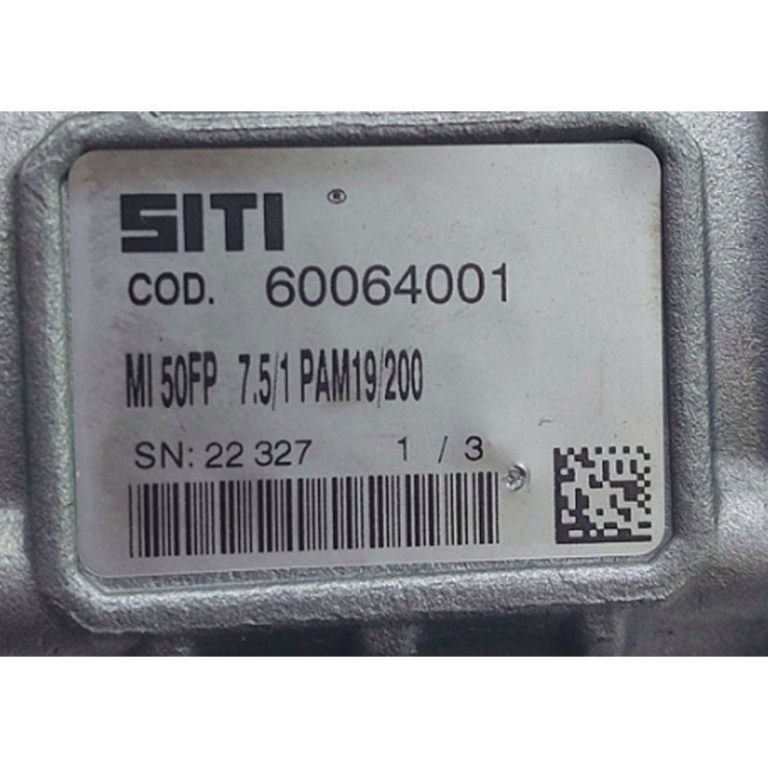 SITI ®
COD. 60064001
MI 50FP 7.5/1 PAM19/200
SN: 22 327 1 / 3